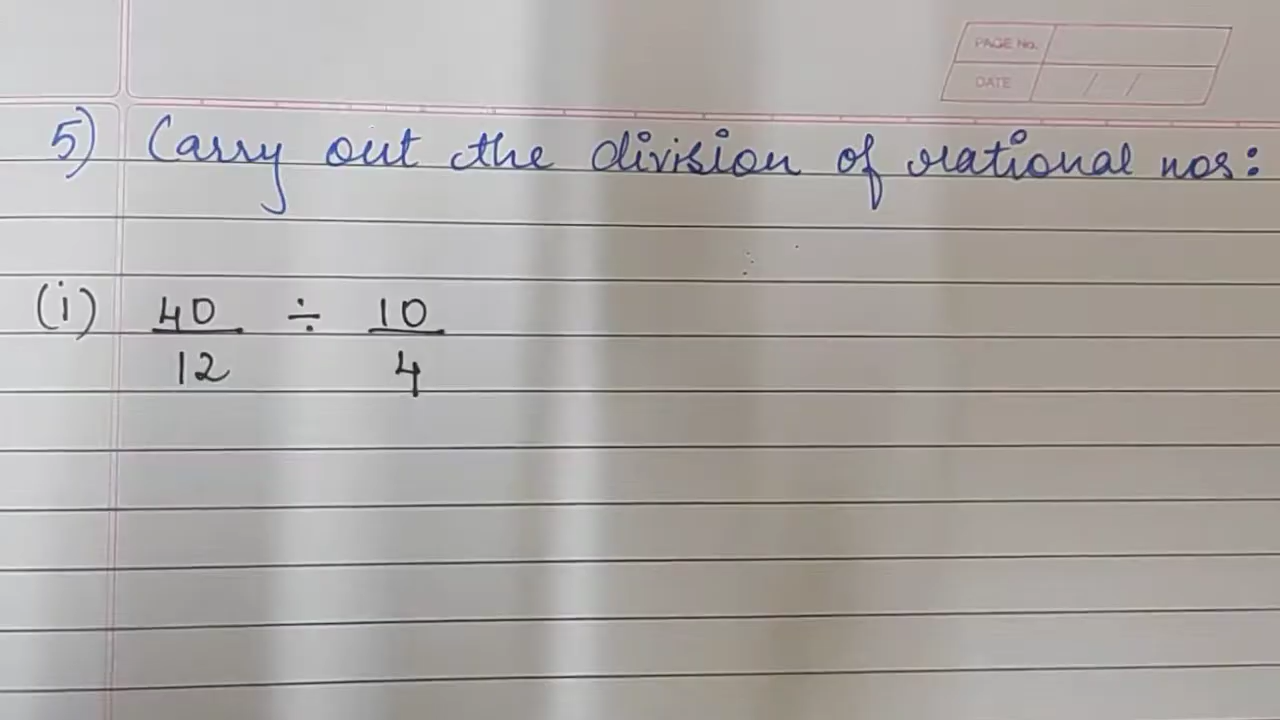 PAGE No.
DATE / /
5) Carry out the division of rational nos:
(i) 40/12 ÷ 10/4